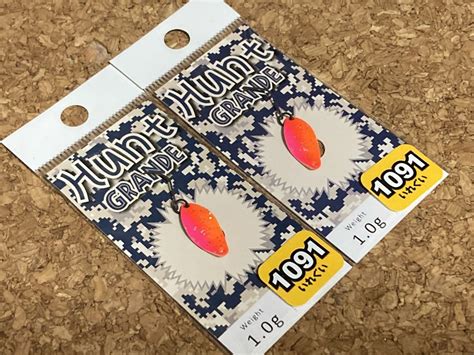 Hunt
GRANDE
1091
いれぐい
Weight
1.0g
Hunt
GRANDE
1091
いれぐい
Weight
1.0g